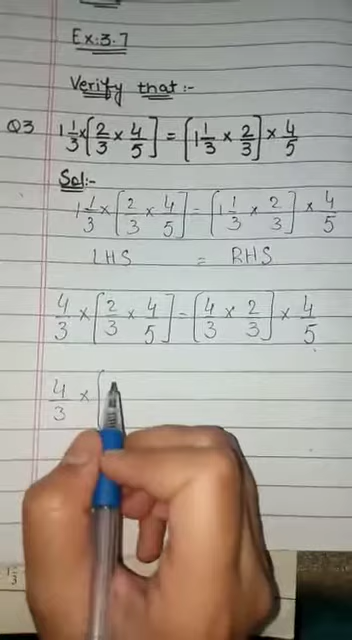 Ex:3.7
Verify that:-
Q3 1 1/3 × [2/3 × 4/5] = [1 1/3 × 2/3] × 4/5
Sol:-
1 1/3 × [2/3 × 4/5] = [1 1/3 × 2/3] × 4/5
LHS = RHS
4/3 × [2/3 × 4/5] = [4/3 × 2/3] × 4/5
4/3 × [